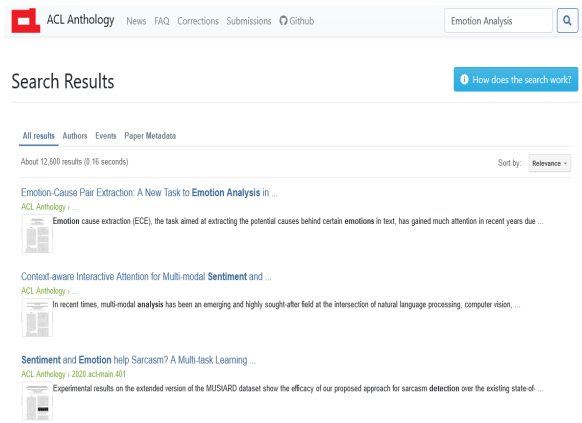 ACL Anthology News FAQ Corrections Submissions Github Emotion Analysis
Search Results
How does the search work?
All results Authors Events Paper Metadata
About 12,600 results (0.16 seconds)
Sort by: Relevance
Emotion-Cause Pair Extraction: A New Task to Emotion Analysis in ...
ACL Anthology › ...
Emotion cause extraction (ECE), the task aimed at extracting the potential causes behind certain emotions in text, has gained much attention in recent years due ...
Context-aware Interactive Attention for Multi-modal Sentiment and ...
ACL Anthology › ...
In recent times, multi-modal analysis has been an emerging and highly sought-after field at the intersection of natural language processing, computer vision, ...
Sentiment and Emotion help Sarcasm? A Multi-task Learning ...
ACL Anthology › 2020.acl-main.401
Experimental results on the extended version of the MUStARD dataset show the efficacy of our proposed approach for sarcasm detection over the existing state-of- ...